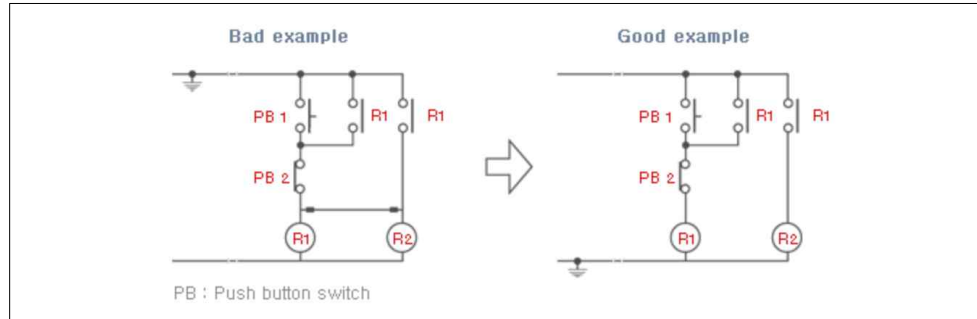 Bad example
Good example
PB 1
R1
R1
PB 2
R1
R2
PB 1
R1
R1
PB 2
R1
R2
PB : Push button switch